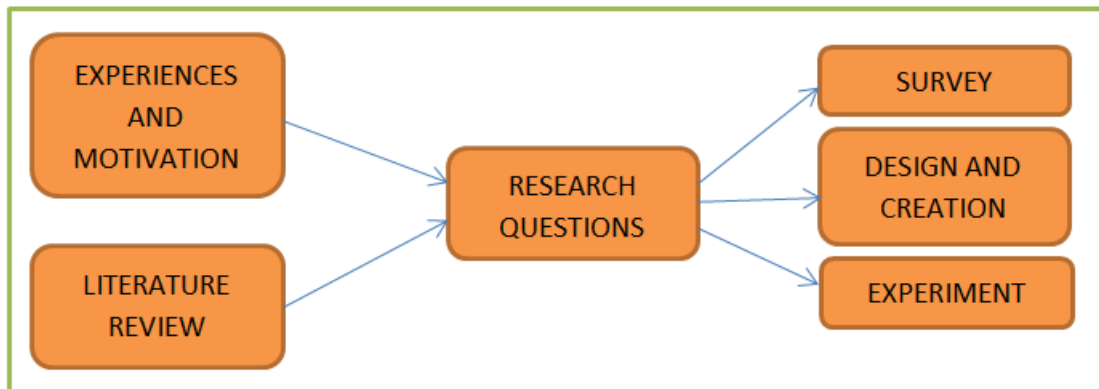 EXPERIENCES
AND
MOTIVATION
LITERATURE
REVIEW
RESEARCH
QUESTIONS
SURVEY
DESIGN AND
CREATION
EXPERIMENT